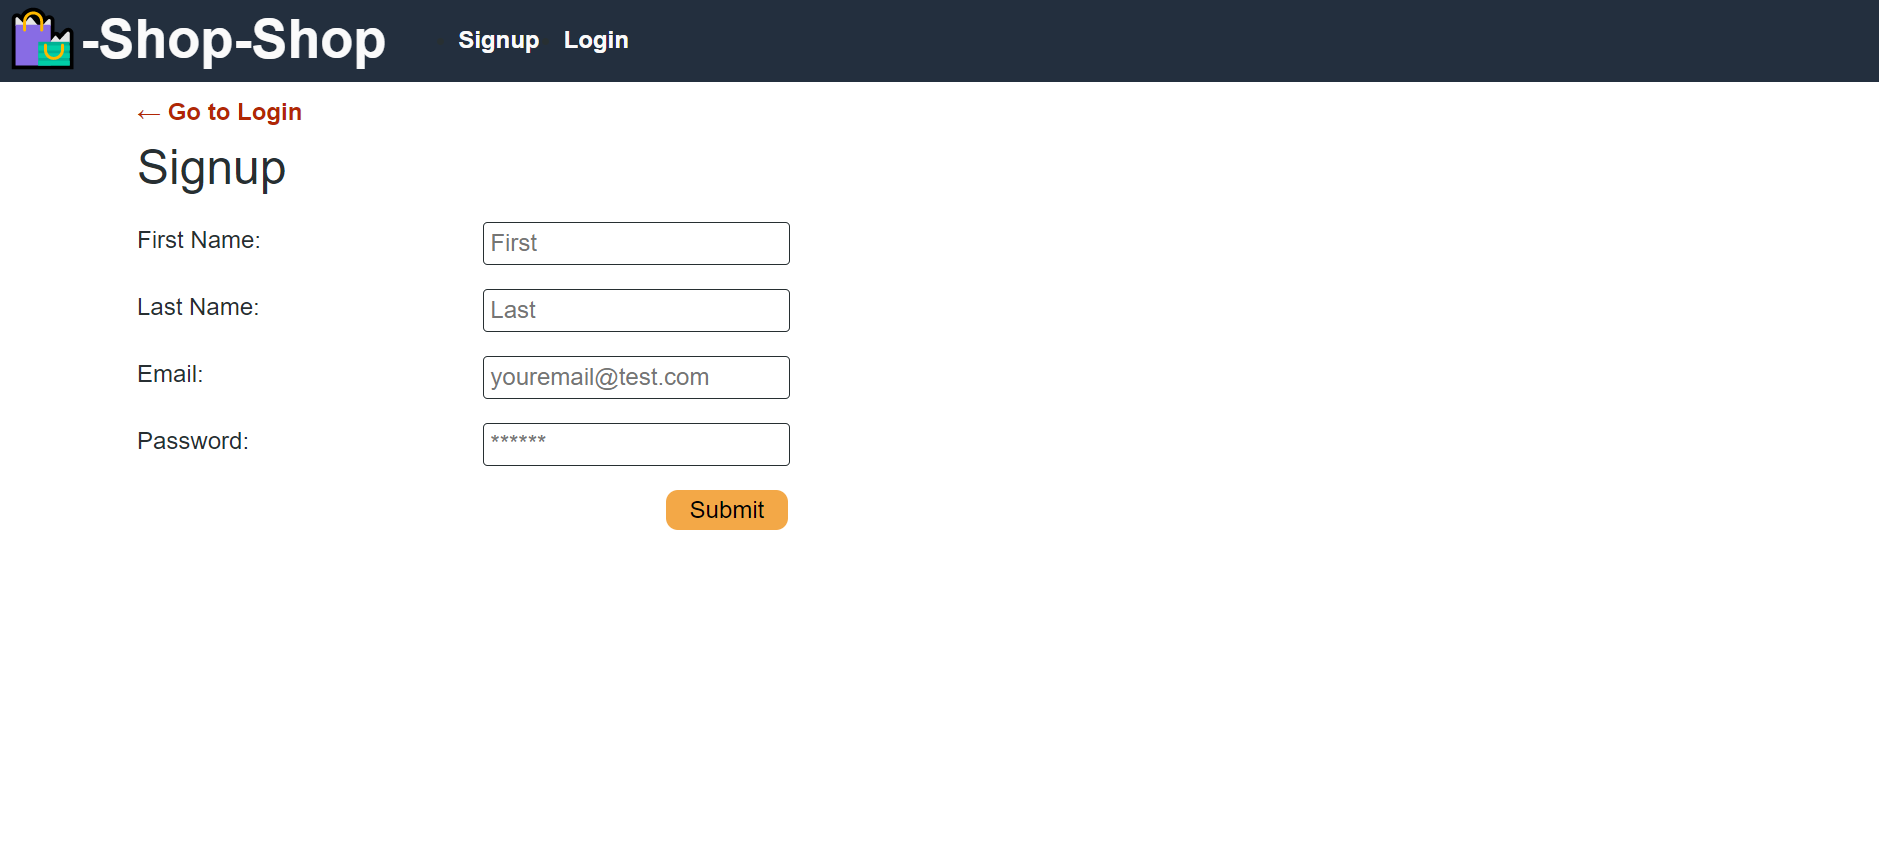 -Shop-Shop Signup Login
← Go to Login
Signup
First Name: First
Last Name: Last
Email: youremail@test.com
Password: ******
Submit